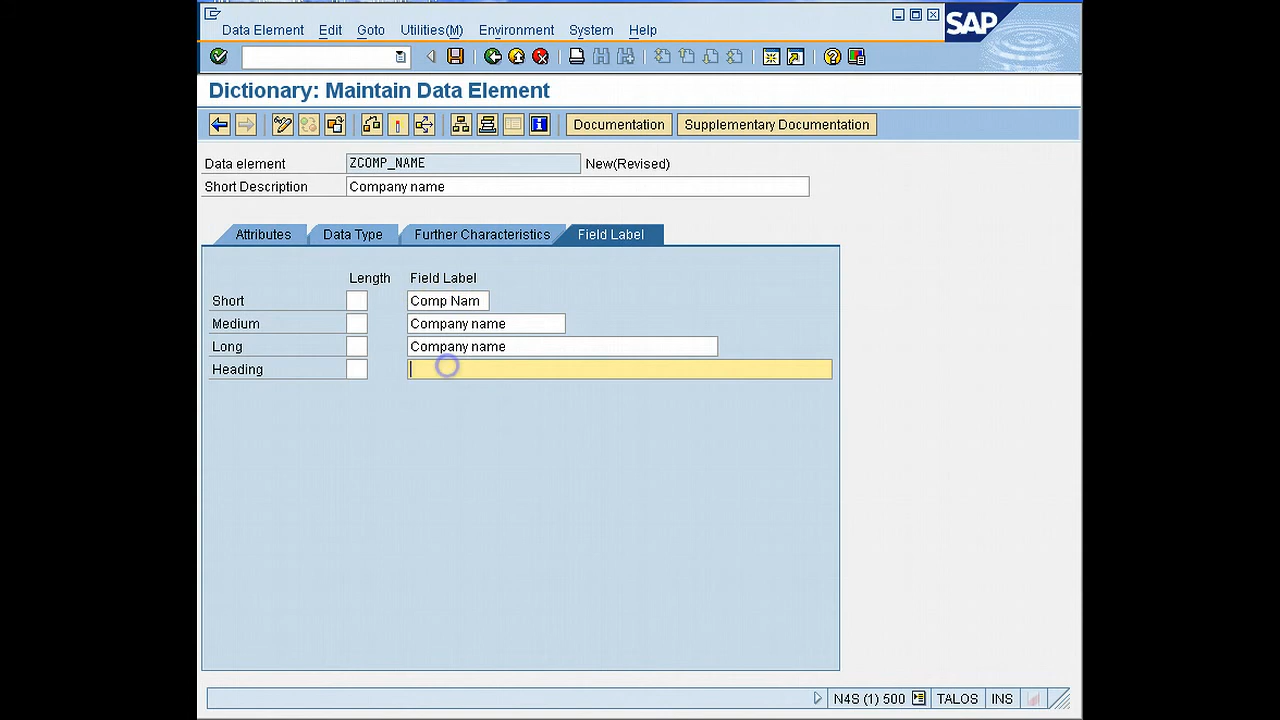 Data Element Edit Goto Utilities(M) Environment System Help
SAP
Dictionary: Maintain Data Element
Documentation Supplementary Documentation
Data element ZCOMP_NAME New(Revised)
Short Description Company name
Attributes Data Type Further Characteristics Field Label
Length Field Label
Short Comp Nam
Medium Company name
Long Company name
Heading
N4S (1) 500 TALOS INS